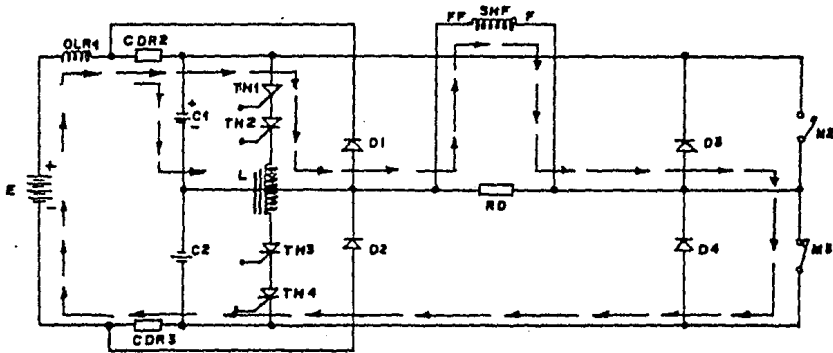 FF SHF F
OLR1 CDR2
TH1
+ C1 -
TH2
M2
D1 D3
E + -
L
RD
C2
TH3
D2 D4
M3
TH4
CDR3